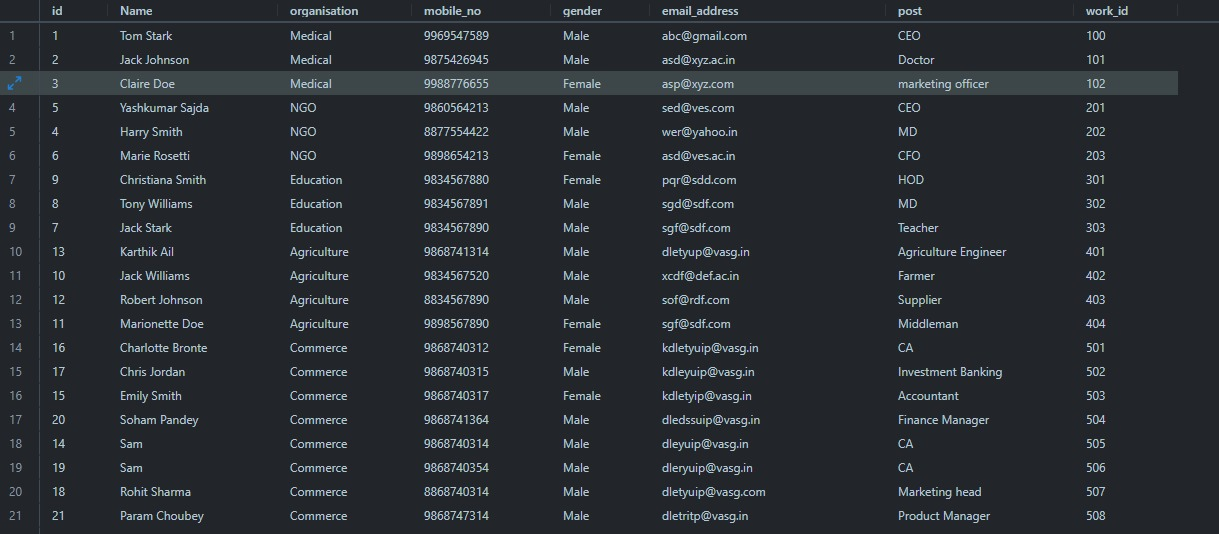 id Name organisation mobile_no gender email_address post work_id
1 1 Tom Stark Medical 9969547589 Male abc@gmail.com CEO 100
2 2 Jack Johnson Medical 9875426945 Male asd@xyz.ac.in Doctor 101
3 Claire Doe Medical 9988776655 Female asp@xyz.com marketing officer 102
4 5 Yashkumar Sajda NGO 9860564213 Male sed@ves.com CEO 201
5 4 Harry Smith NGO 8877554422 Male wer@yahoo.in MD 202
6 6 Marie Rosetti NGO 9898654213 Female asd@ves.ac.in CFO 203
7 9 Christiana Smith Education 9834567880 Female pqr@sdd.com HOD 301
8 8 Tony Williams Education 9834567891 Male sgd@sdf.com MD 302
9 7 Jack Stark Education 9834567890 Male sgf@sdf.com Teacher 303
10 13 Karthik Ail Agriculture 9868741314 Male dletyup@vasg.in Agriculture Engineer 401
11 10 Jack Williams Agriculture 9834567520 Male xcdf@def.ac.in Farmer 402
12 12 Robert Johnson Agriculture 8834567890 Male sof@rdf.com Supplier 403
13 11 Marionette Doe Agriculture 9898567890 Female sgf@sdf.com Middleman 404
14 16 Charlotte Bronte Commerce 9868740312 Female kdletyuip@vasg.in CA 501
15 17 Chris Jordan Commerce 9868740315 Male kdleyuip@vasg.in Investment Banking 502
16 15 Emily Smith Commerce 9868740317 Female kdletyip@vasg.in Accountant 503
17 20 Soham Pandey Commerce 9868741364 Male dledssuip@vasg.in Finance Manager 504
18 14 Sam Commerce 9868740314 Male dleyuip@vasg.in CA 505
19 19 Sam Commerce 9868740354 Male dleryuip@vasg.in CA 506
20 18 Rohit Sharma Commerce 8868740314 Male dletyuip@vasg.com Marketing head 507
21 21 Param Choubey Commerce 9868747314 Male dletritp@vasg.in Product Manager 508